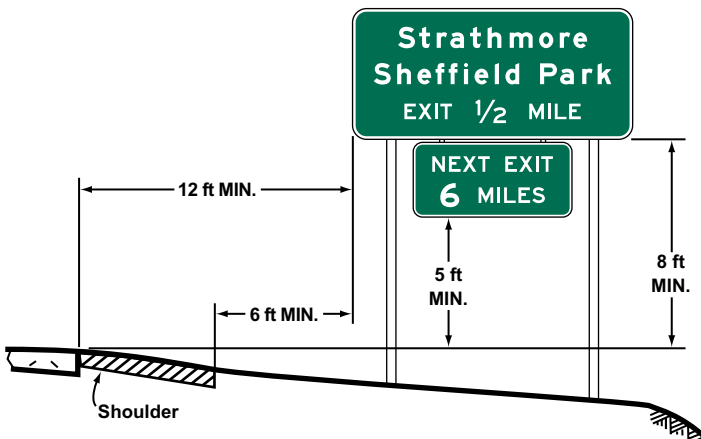 Strathmore
Sheffield Park
EXIT 1/2 MILE
NEXT EXIT
6 MILES
12 ft MIN.
6 ft MIN.
5 ft
MIN.
8 ft
MIN.
Shoulder